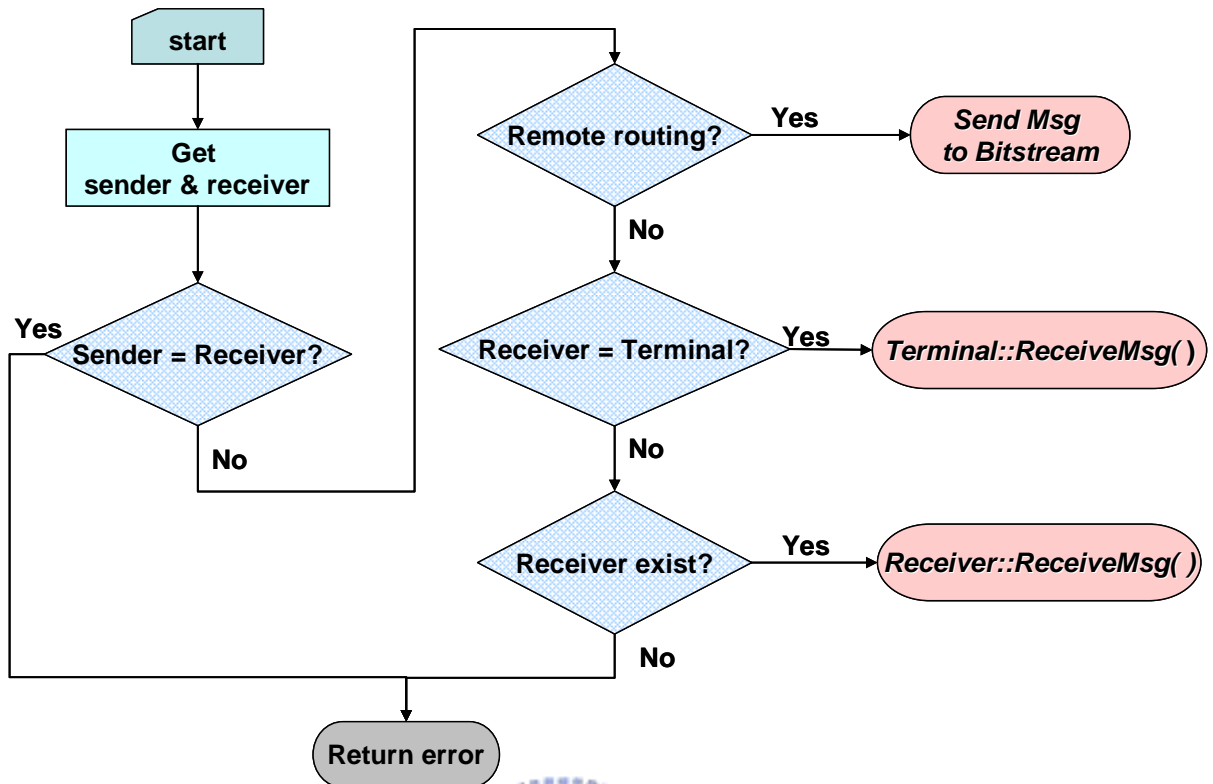 start
Get
sender & receiver
Sender = Receiver?
Yes
No
Remote routing?
Yes
Send Msg
to Bitstream
No
Receiver = Terminal?
Yes
Terminal::ReceiveMsg( )
No
Receiver exist?
Yes
Receiver::ReceiveMsg( )
No
Return error